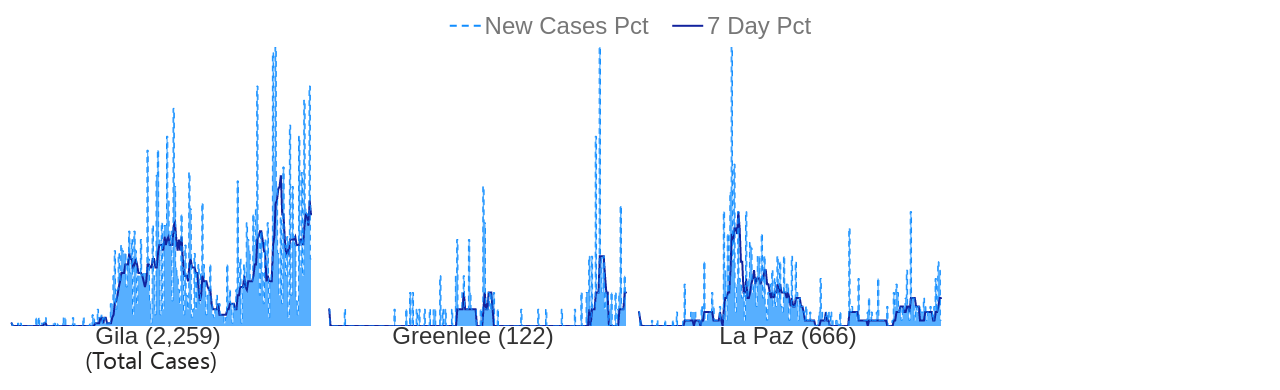 New Cases Pct 7 Day Pct
Gila (2,259) Greenlee (122) La Paz (666)
(Total Cases)